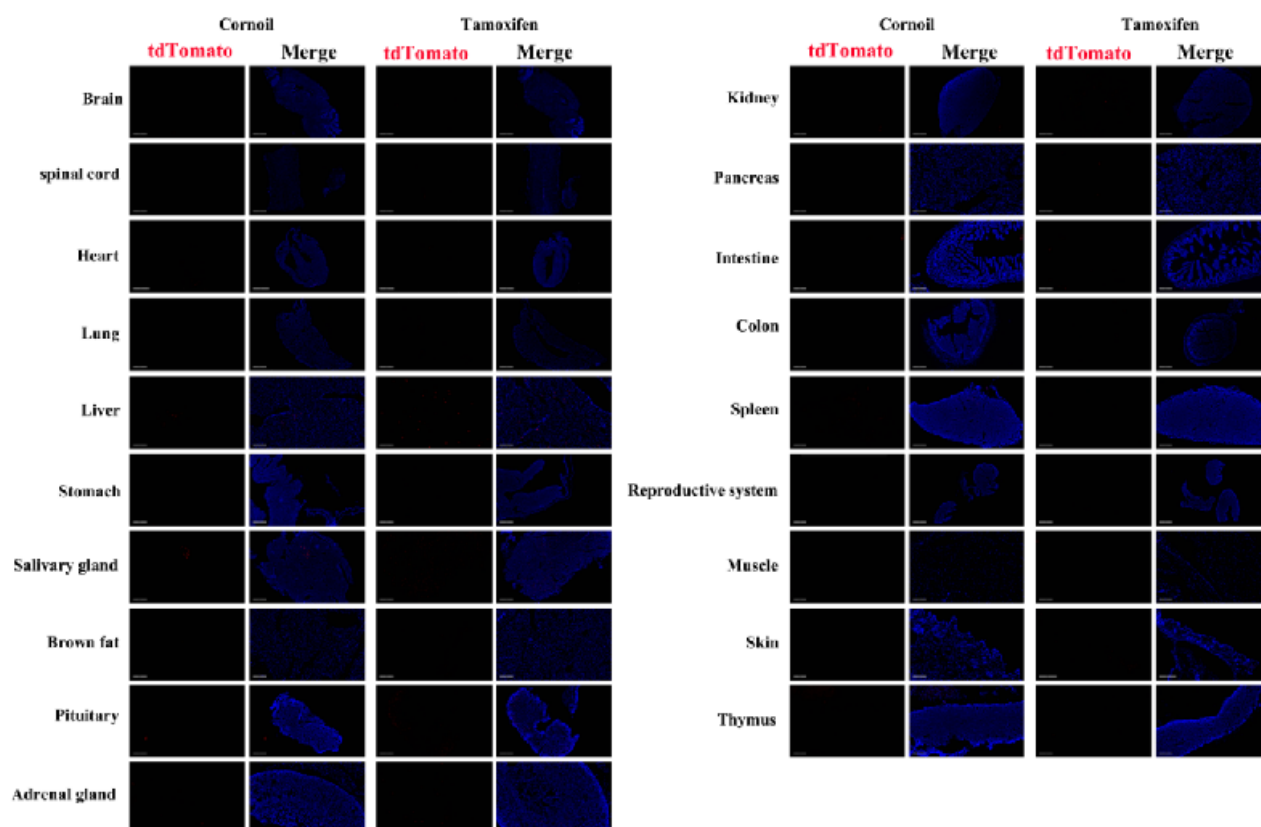 Cornoil Tamoxifen
tdTomato Merge tdTomato Merge
Brain
spinal cord
Heart
Lung
Liver
Stomach
Salivary gland
Brown fat
Pituitary
Adrenal gland
Cornoil Tamoxifen
tdTomato Merge tdTomato Merge
Kidney
Pancreas
Intestine
Colon
Spleen
Reproductive system
Muscle
Skin
Thymus